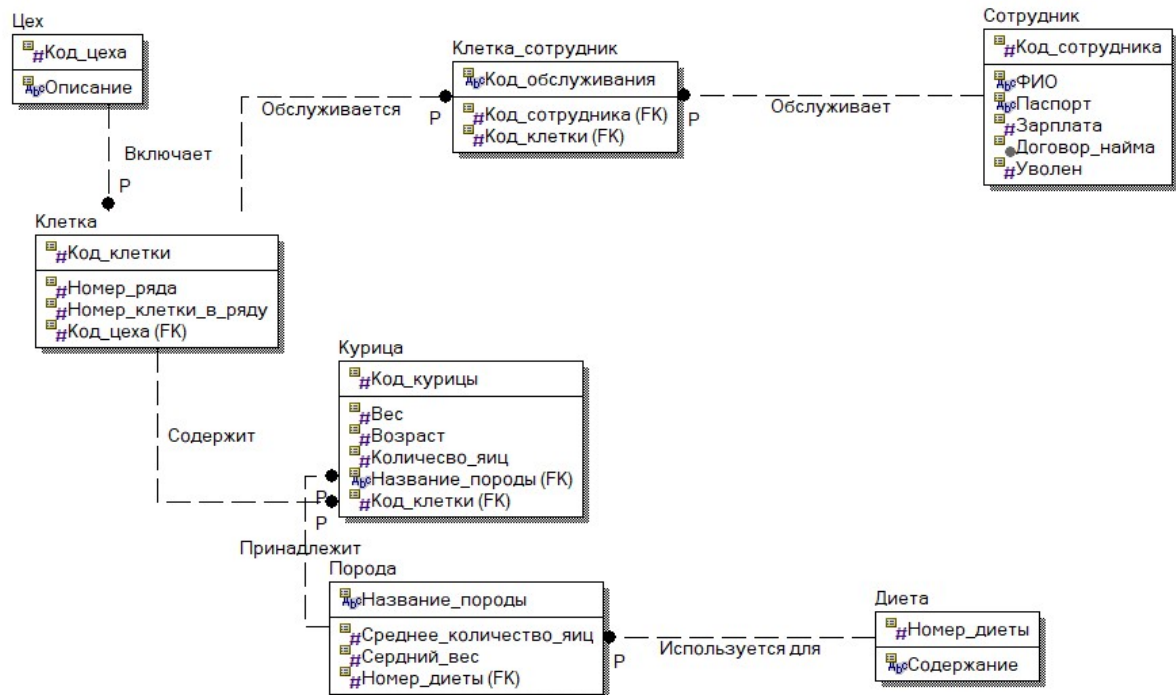 Цех
#Код_цеха
Описание
Включает
P
Обслуживается
P
Клетка_сотрудник
Код_обслуживания
#Код_сотрудника (FK)
#Код_клетки (FK)
P
Обслуживает
Сотрудник
#Код_сотрудника
ФИО
Паспорт
#Зарплата
Договор_найма
#Уволен
Клетка
#Код_клетки
#Номер_ряда
#Номер_клетки_в_ряду
#Код_цеха (FK)
Содержит
Курица
#Код_курицы
#Вес
#Возраст
#Количесво_яиц
Название_породы (FK)
#Код_клетки (FK)
P
P
Принадлежит
Порода
Название_породы
#Среднее_количество_яиц
#Сердний_вес
#Номер_диеты (FK)
P
Используется для
Диета
#Номер_диеты
Содержание